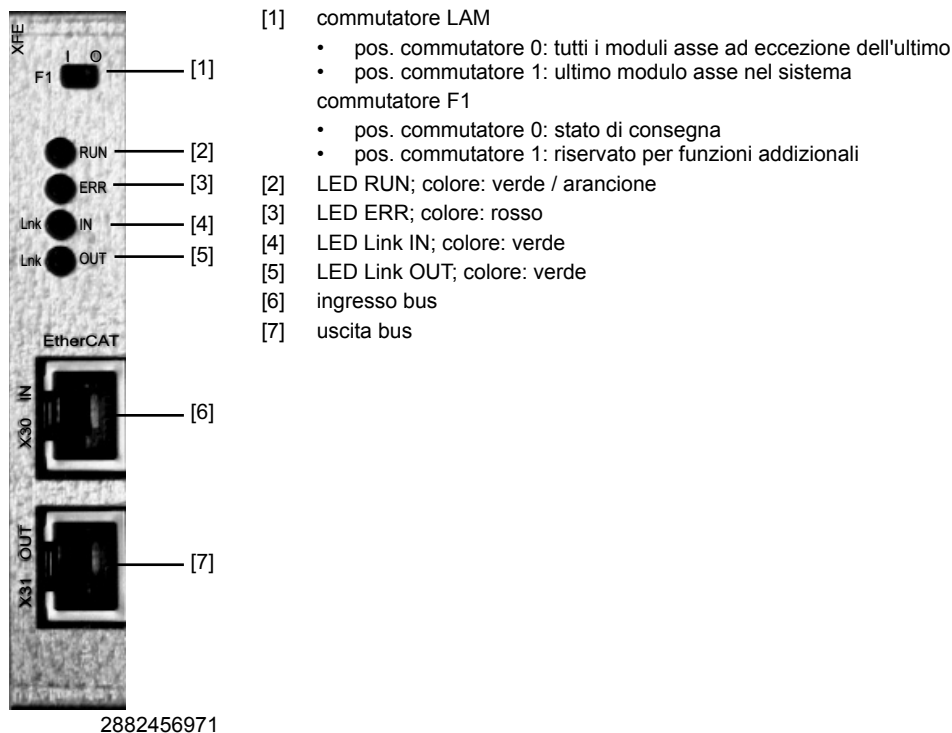 XFE
I O
F1
[1]
RUN
[2]
ERR
[3]
Lnk IN
[4]
Lnk OUT
[5]
EtherCAT
X30 IN
[6]
X31 OUT
[7]
2882456971
[1] commutatore LAM
• pos. commutatore 0: tutti i moduli asse ad eccezione dell'ultimo
• pos. commutatore 1: ultimo modulo asse nel sistema
commutatore F1
• pos. commutatore 0: stato di consegna
• pos. commutatore 1: riservato per funzioni addizionali
[2] LED RUN; colore: verde / arancione
[3] LED ERR; colore: rosso
[4] LED Link IN; colore: verde
[5] LED Link OUT; colore: verde
[6] ingresso bus
[7] uscita bus